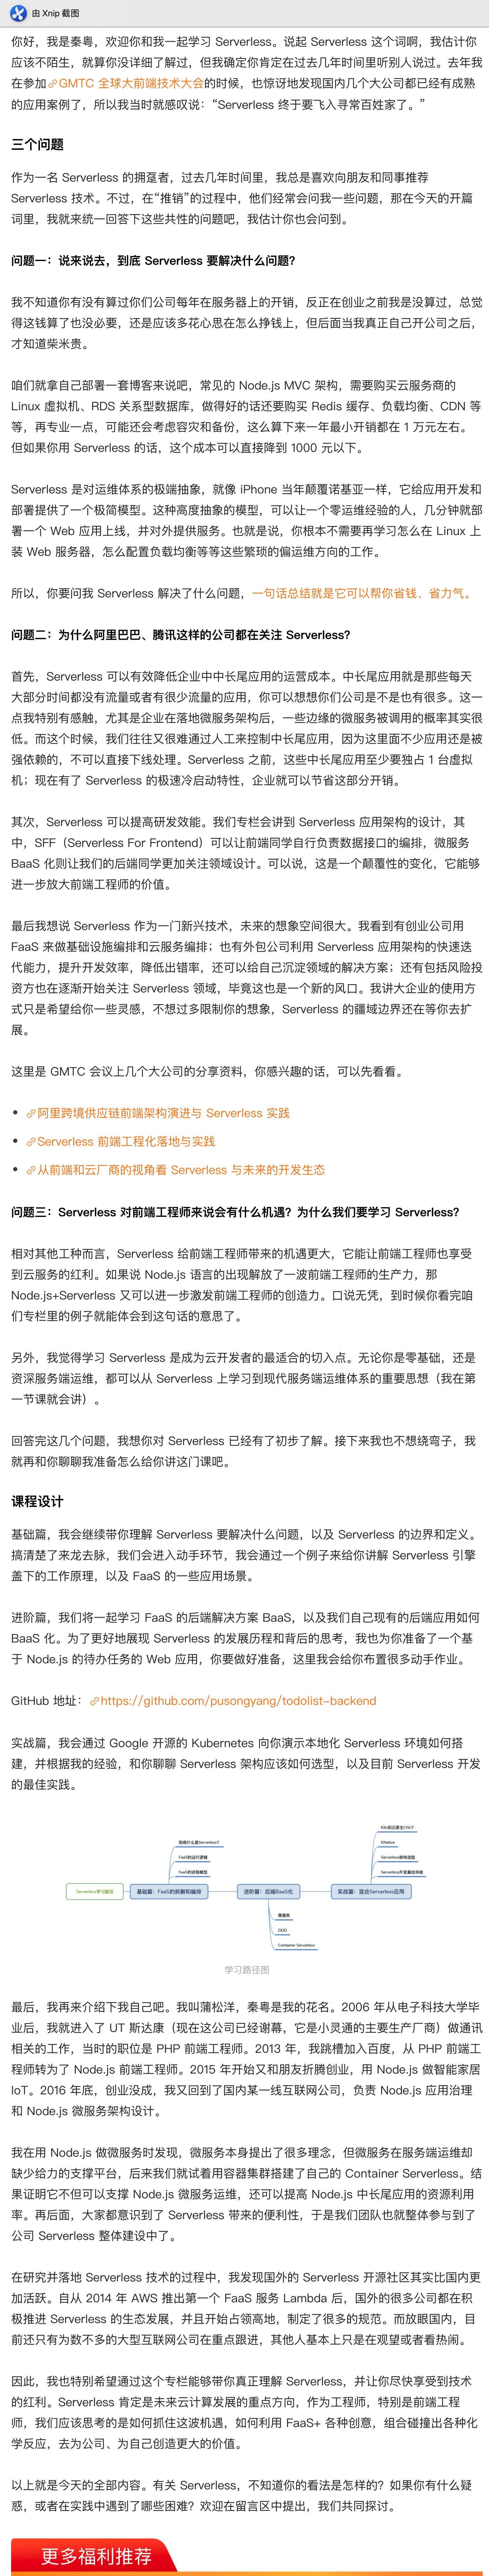 由 Xnip 截图
你好，我是秦粤，欢迎你和我一起学习 Serverless。说起 Serverless 这个词啊，我估计你
应该不陌生，就算你没详细了解过，但我确定你肯定在过去几年时间里听别人说过。去年我
在参加GMTC 全球大前端技术大会的时候，也惊讶地发现国内几个大公司都已经有成熟
的应用案例了，所以我当时就感叹说：“Serverless 终于要飞入寻常百姓家了。”
三个问题
作为一名 Serverless 的拥趸者，过去几年时间里，我总是喜欢向朋友和同事推荐
Serverless 技术。不过，在“推销”的过程中，他们经常会问我一些问题，那在今天的开篇
词里，我就来统一回答下这些共性的问题吧，我估计你也会问到。
问题一：说来说去，到底 Serverless 要解决什么问题？
我不知道你有没有算过你们公司每年在服务器上的开销，反正在创业之前我是没算过，总觉
得这钱算了也没必要，还是应该多花心思在怎么挣钱上，但后面当我真正自己开公司之后，
才知道柴米贵。
咱们就拿自己部署一套博客来说吧，常见的 Node.js MVC 架构，需要购买云服务商的
Linux 虚拟机、RDS 关系型数据库，做得好的话还要购买 Redis 缓存、负载均衡、CDN 等
等，再专业一点，可能还会考虑容灾和备份，这么算下来一年最小开销都在 1 万元左右。
但如果你用 Serverless 的话，这个成本可以直接降到 1000 元以下。
Serverless 是对运维体系的极端抽象，就像 iPhone 当年颠覆诺基亚一样，它给应用开发和
部署提供了一个极简模型。这种高度抽象的模型，可以让一个零运维经验的人，几分钟就部
署一个 Web 应用上线，并对外提供服务。也就是说，你根本不需要再学习怎么在 Linux 上
装 Web 服务器，怎么配置负载均衡等等这些繁琐的偏运维方向的工作。
所以，你要问我 Serverless 解决了什么问题，一句话总结就是它可以帮你省钱、省力气。
问题二：为什么阿里巴巴、腾讯这样的公司都在关注 Serverless？
首先，Serverless 可以有效降低企业中中长尾应用的运营成本。中长尾应用就是那些每天
大部分时间都没有流量或者有很少流量的应用，你可以想想你们公司是不是也有很多。这一
点我特别有感触，尤其是企业在落地微服务架构后，一些边缘的微服务被调用的概率其实很
低。而这个时候，我们往往又很难通过人工来控制中长尾应用，因为这里面不少应用还是被
强依赖的，不可以直接下线处理。Serverless 之前，这些中长尾应用至少要独占 1 台虚拟
机；现在有了 Serverless 的极速冷启动特性，企业就可以节省这部分开销。
其次，Serverless 可以提高研发效能。我们专栏会讲到 Serverless 应用架构的设计，其
中，SFF（Serverless For Frontend）可以让前端同学自行负责数据接口的编排，微服务
BaaS 化则让我们的后端同学更加关注领域设计。可以说，这是一个颠覆性的变化，它能够
进一步放大前端工程师的价值。
最后我想说 Serverless 作为一门新兴技术，未来的想象空间很大。我看到有创业公司用
FaaS 来做基础设施编排和云服务编排；也有外包公司利用 Serverless 应用架构的快速迭
代能力，提升开发效率，降低出错率，还可以给自己沉淀领域的解决方案；还有包括风险投
资方也在逐渐开始关注 Serverless 领域，毕竟这也是一个新的风口。我讲大企业的使用方
式只是希望给你一些灵感，不想过多限制你的想象，Serverless 的疆域边界还在等你去扩
展。
这里是 GMTC 会议上几个大公司的分享资料，你感兴趣的话，可以先看看。
• 阿里跨境供应链前端架构演进与 Serverless 实践
• Serverless 前端工程化落地与实践
• 从前端和云厂商的视角看 Serverless 与未来的开发生态
问题三：Serverless 对前端工程师来说会有什么机遇？为什么我们要学习 Serverless？
相对其他工种而言，Serverless 给前端工程师带来的机遇更大，它能让前端工程师也享受
到云服务的红利。如果说 Node.js 语言的出现解放了一波前端工程师的生产力，那
Node.js+Serverless 又可以进一步激发前端工程师的创造力。口说无凭，到时候你看完咱
们专栏里的例子就能体会到这句话的意思了。
另外，我觉得学习 Serverless 是成为云开发者的最适合的切入点。无论你是零基础，还是
资深服务端运维，都可以从 Serverless 上学习到现代服务端运维体系的重要思想（我在第
一节课就会讲）。
回答完这几个问题，我想你对 Serverless 已经有了初步了解。接下来我也不想绕弯子，我
就再和你聊聊我准备怎么给你讲这门课吧。
课程设计
基础篇，我会继续带你理解 Serverless 要解决什么问题，以及 Serverless 的边界和定义。
搞清楚了来龙去脉，我们会进入动手环节，我会通过一个例子来给你讲解 Serverless 引擎
盖下的工作原理，以及 FaaS 的一些应用场景。
进阶篇，我们将一起学习 FaaS 的后端解决方案 BaaS，以及我们自己现有的后端应用如何
BaaS 化。为了更好地展现 Serverless 的发展历程和背后的思考，我也为你准备了一个基
于 Node.js 的待办任务的 Web 应用，你要做好准备，这里我会给你布置很多动手作业。
GitHub 地址：https://github.com/pusongyang/todolist-backend
实战篇，我会通过 Google 开源的 Kubernetes 向你演示本地化 Serverless 环境如何搭
建，并根据我的经验，和你聊聊 Serverless 架构应该如何选型，以及目前 Serverless 开发
的最佳实践。
K8s和云原生CNCF
到底什么是Serverless?
KNative
FaaS的运行逻辑
Serverless架构选型
FaaS的进程模型
Serverless开发最佳体验
Serverless学习路径
基础篇：FaaS的拆解和编排
进阶篇：后端BaaS化
实战篇：混合Serverless应用
微服务
DDD
Container Serverless
学习路径图
最后，我再来介绍下我自己吧。我叫蒲松洋，秦粤是我的花名。2006 年从电子科技大学毕
业后，我就进入了 UT 斯达康（现在这公司已经谢幕，它是小灵通的主要生产厂商）做通讯
相关的工作，当时的职位是 PHP 前端工程师。2013 年，我跳槽加入百度，从 PHP 前端工
程师转为了 Node.js 前端工程师。2015 年开始又和朋友折腾创业，用 Node.js 做智能家居
IoT。2016 年底，创业没成，我又回到了国内某一线互联网公司，负责 Node.js 应用治理
和 Node.js 微服务架构设计。
我在用 Node.js 做微服务时发现，微服务本身提出了很多理念，但微服务在服务端运维却
缺少给力的支撑平台，后来我们就试着用容器集群搭建了自己的 Container Serverless。结
果证明它不但可以支撑 Node.js 微服务运维，还可以提高 Node.js 中长尾应用的资源利用
率。再后面，大家都意识到了 Serverless 带来的便利性，于是我们团队也就整体参与到了
公司 Serverless 整体建设中了。
在研究并落地 Serverless 技术的过程中，我发现国外的 Serverless 开源社区其实比国内更
加活跃。自从 2014 年 AWS 推出第一个 FaaS 服务 Lambda 后，国外的很多公司都在积
极推进 Serverless 的生态发展，并且开始占领高地，制定了很多的规范。而放眼国内，目
前还只有为数不多的大型互联网公司在重点跟进，其他人基本上只是在观望或者看热闹。
因此，我也特别希望通过这个专栏能够带你真正理解 Serverless，并让你尽快享受到技术
的红利。Serverless 肯定是未来云计算发展的重点方向，作为工程师，特别是前端工程
师，我们应该思考的是如何抓住这波机遇，如何利用 FaaS+ 各种创意，组合碰撞出各种化
学反应，去为公司、为自己创造更大的价值。
以上就是今天的全部内容。有关 Serverless，不知道你的看法是怎样的？如果你有什么疑
惑，或者在实践中遇到了哪些困难？欢迎在留言区中提出，我们共同探讨。
更多福利推荐